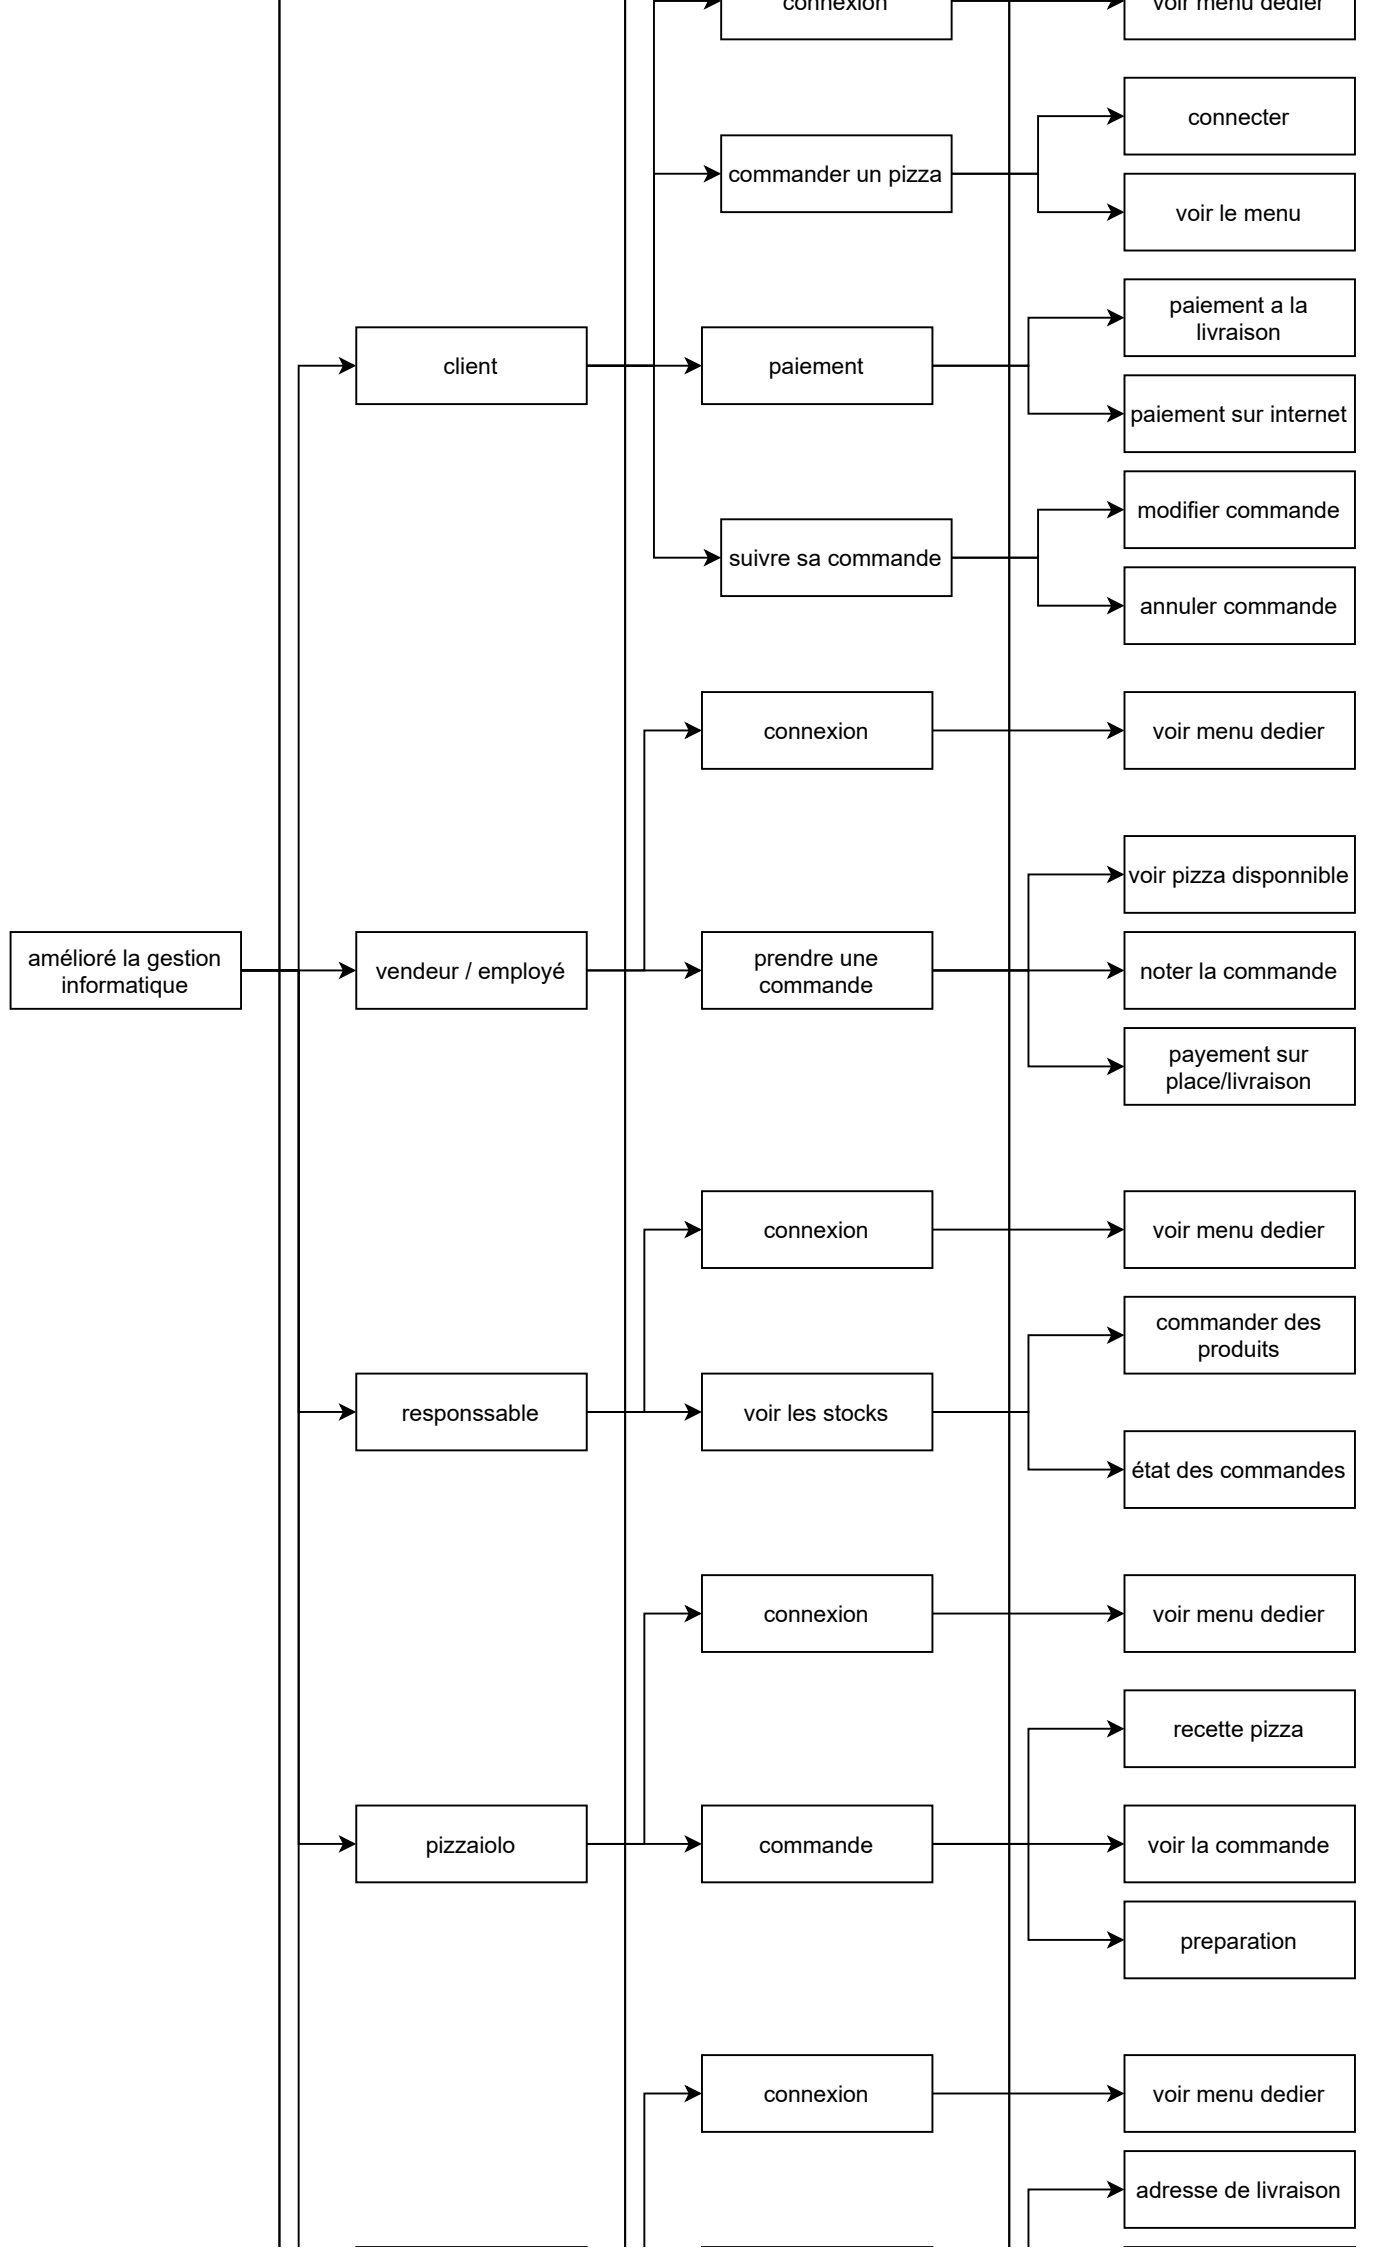 connexion
voir menu dedier
connecter
commander un pizza
voir le menu
paiement a la
livraison
client
paiement
paiement sur internet
modifier commande
suivre sa commande
annuler commande
connexion
voir menu dedier
voir pizza disponnible
amélioré la gestion
informatique
vendeur / employé
prendre une
commande
noter la commande
payement sur
place/livraison
connexion
voir menu dedier
commander des
produits
responssable
voir les stocks
état des commandes
connexion
voir menu dedier
recette pizza
pizzaiolo
commande
voir la commande
preparation
connexion
voir menu dedier
adresse de livraison